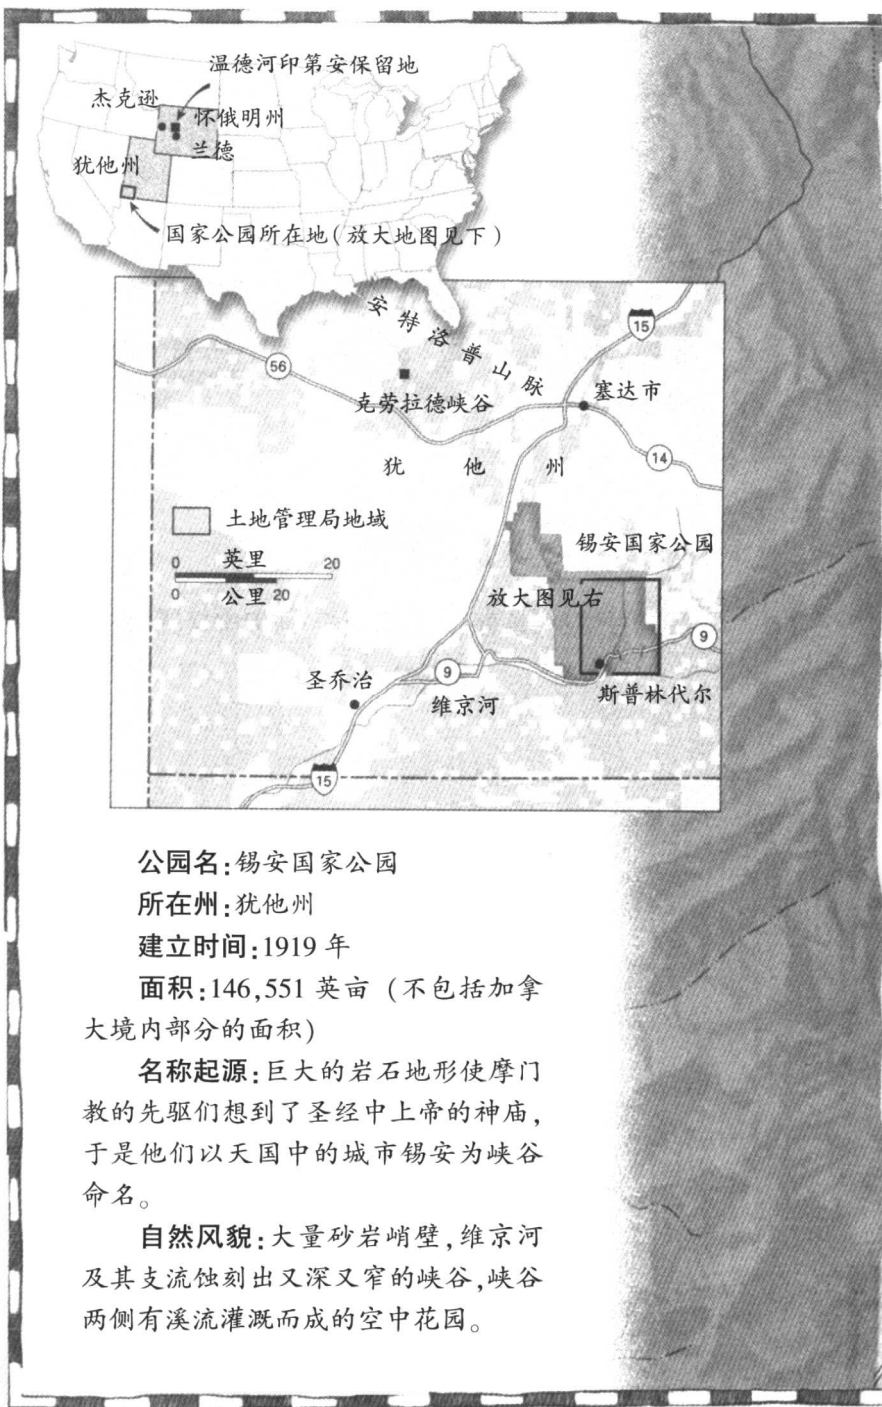 温德河印第安保留地
杰克逊
怀俄明州
兰德
犹他州
国家公园所在地(放大地图见下)
安特洛普山脉
15
56
克劳拉德峡谷
塞达市
犹他州
14
土地管理局地域
锡安国家公园
0 英里 20
0 公里 20
放大图见右
9
圣乔治
9
维京河
斯普林代尔
15
公园名:锡安国家公园
所在州:犹他州
建立时间:1919 年
面积:146,551 英亩 (不包括加拿
大境内部分的面积)
名称起源:巨大的岩石地形使摩门
教的先驱们想到了圣经中上帝的神庙,
于是他们以天国中的城市锡安为峡谷
命名。
自然风貌:大量砂岩峭壁,维京河
及其支流蚀刻出又深又窄的峡谷,峡谷
两侧有溪流灌溉而成的空中花园。